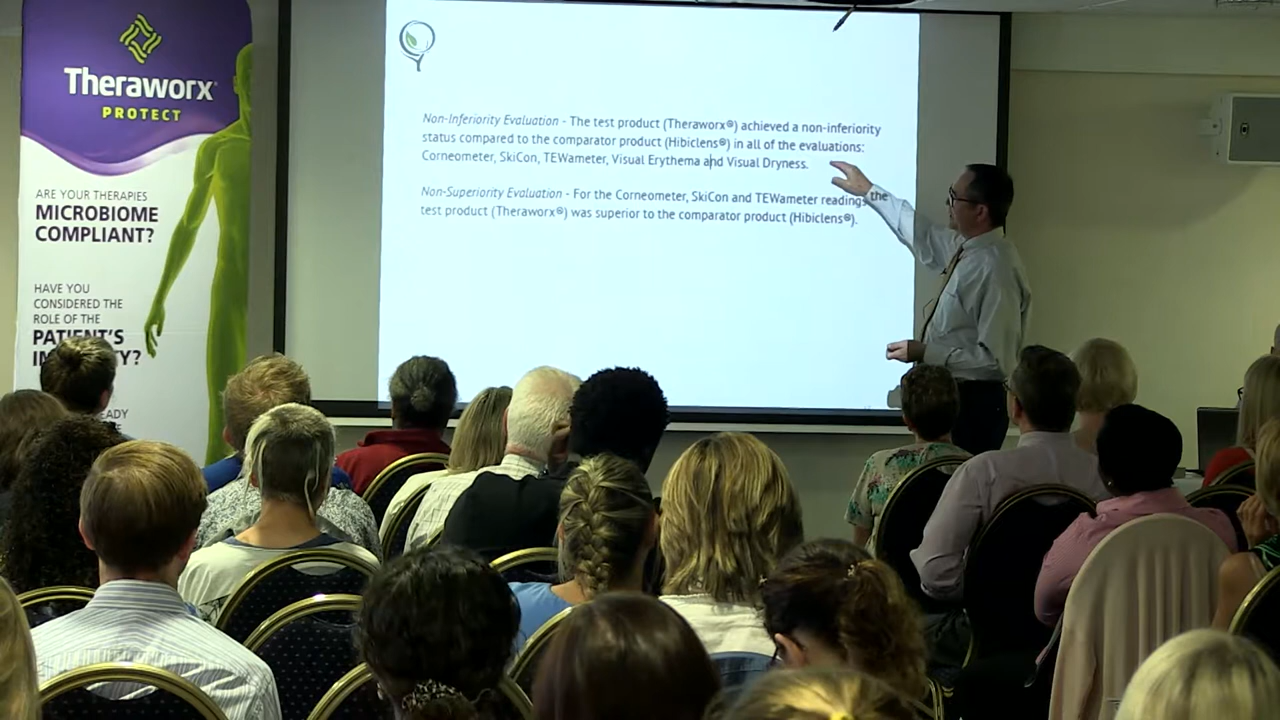 Theraworx
PROTECT
ARE YOUR THERAPIES
MICROBIOME
COMPLIANT?
HAVE YOU
CONSIDERED THE
ROLE OF THE
PATIENT'S
Non-Inferiority Evaluation - The test product (Theraworx®) achieved a non-inferiority
status compared to the comparator product (Hibiclens®) in all of the evaluations:
Corneometer, SkiCon, TEWameter, Visual Erythema and Visual Dryness.
Non-Superiority Evaluation - For the Corneometer, SkiCon and TEWameter readings the
test product (Theraworx®) was superior to the comparator product (Hibiclens®).